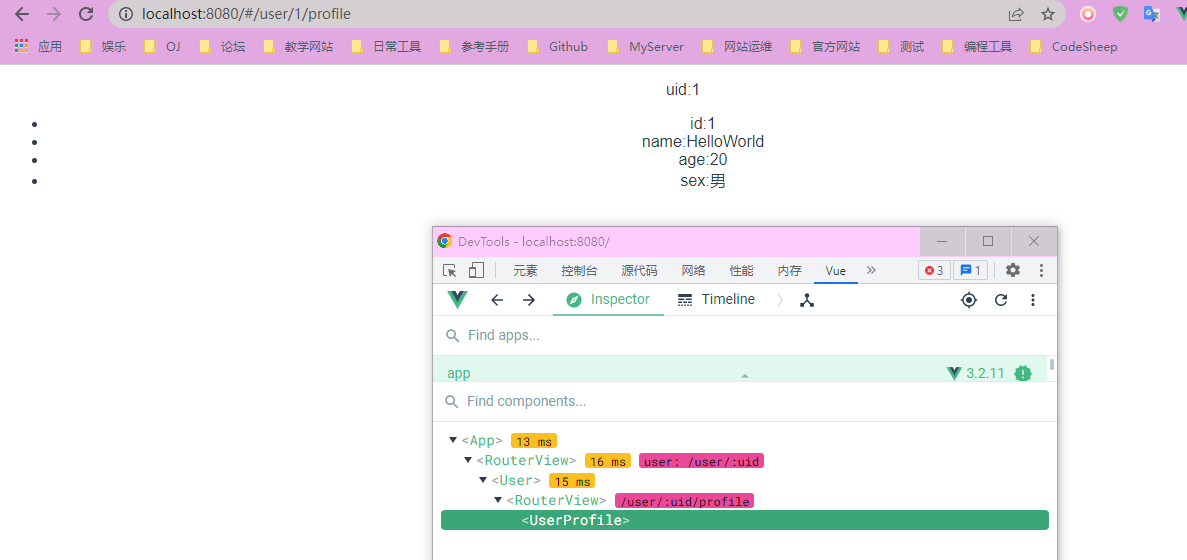 localhost:8080/#/user/1/profile
应用 娱乐 OJ 论坛 教学网站 日常工具 参考手册 Github MyServer 网站运维 官方网站 测试 编程工具 CodeSheep
uid:1
id:1
name:HelloWorld
age:20
sex:男
DevTools - localhost:8080/
元素 控制台 源代码 网络 性能 内存 Vue » 3 1
Inspector Timeline
Find apps...
app 3.2.11
Find components...
<App> 13 ms
<RouterView> 16 ms user: /user/:uid
<User> 15 ms
<RouterView> /user/:uid/profile
<UserProfile>